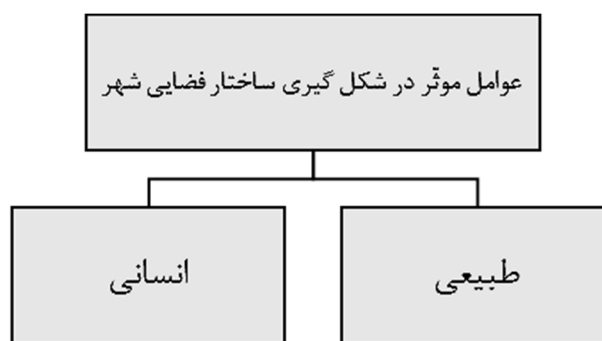 عوامل موثّر در شکل گیری ساختار فضایی شهر
طبیعی
انسانی